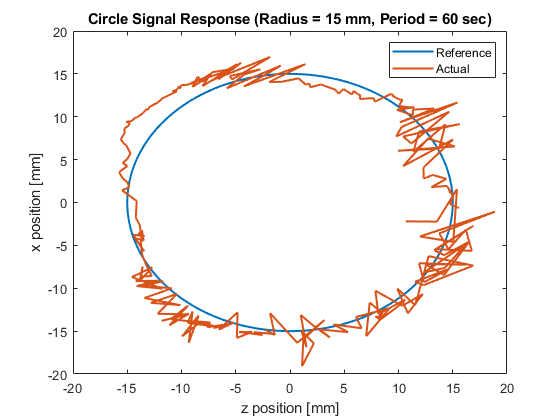 Circle Signal Response (Radius = 15 mm, Period = 60 sec)
Reference
Actual
20
15
10
5
0
-5
-10
-15
-20
x position [mm]
-20 -15 -10 -5 0 5 10 15 20
z position [mm]